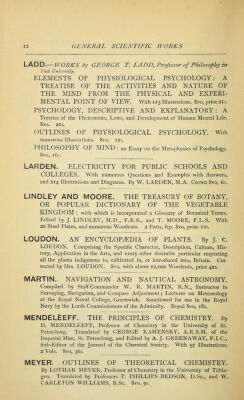 12 GENERAL SCIENTIFIC WORKS
LADD.—WORKS by GEORGE T. LADD, Professor of Philosophy in
Yale University.
ELEMENTS OF PHYSIOLOGICAL PSYCHOLOGY: A
TREATISE OF THE ACTIVITIES AND NATURE OF
THE MIND FROM THE PHYSICAL AND EXPERI-
MENTAL POINT OF VIEW. With 113 Illustrations. 8vo, price 21s.
PSYCHOLOGY, DESCRIPTIVE AND EXPLANATORY: A
Treatise of the Phenomena, Laws, and Development of Human Mental Life.
8vo. 21s.
OUTLINES OF PHYSIOLOGICAL PSYCHOLOGY. With
numerous Illustrations. 8vo. 12s.
PHILOSOPHY OF MIND: an Essay on the Metaphysics of Psychology.
8vo, 16s.
LARDEN. ELECTRICITY FOR PUBLIC SCHOOLS AND
COLLEGES. With numerous Questions and Examples with Answers,
and 214 Illustrations and Diagrams. By W. LARDEN, M.A. Crown 8vo, 6s.
LINDLEY AND MOORE. THE TREASURY OF BOTANY,
OR POPULAR DICTIONARY OF THE VEGETABLE
KINGDOM: with which is incorporated a Glossary of Botanical Terms.
Edited by J. LINDLEY, M.D., F.R.S., and T. MOORE, F.L.S. With
20 Steel Plates, and numerous Woodcuts. 2 Parts, fcp. 8vo, price 12s.
LOUDON. AN ENCYCLOPÆDIA OF PLANTS. By J. C.
LOUDON. Comprising the Specific Character, Description, Culture, His-
tory, Application in the Arts, and every other desirable particular respecting
all the plants indigenous to, cultivated in, or introduced into, Britain. Cor-
rected by Mrs. LOUDON. 8vo, with above 12,000 Woodcuts, price 42s.
MARTIN. NAVIGATION AND NAUTICAL ASTRONOMY.
Compiled by Staff-Commander W. R. MARTIN, R.N., Instructor in
Surveying, Navigation, and Compass Adjustment; Lecturer on Meteorology
at the Royal Naval College, Greenwich. Sanctioned for use in the Royal
Navy by the Lords Commissioners of the Admiralty. Royal 8vo, 18s.
MENDELÉEFF. THE PRINCIPLES OF CHEMISTRY. By
D. MENDELÉEFF, Professor of Chemistry in the University of St.
Petersburg. Translated by GEORGE KAMENSKY, A.R.S.M. of the
Imperial Mint, St. Petersburg, and Edited by A. J. GREENAWAY, F.I.C.,
Sub-Editor of the Journal of the Chemical Society. With 97 Illustrations.
2 Vols. 8vo, 36s.
MEYER. OUTLINES OF THEORETICAL CHEMISTRY.
By LOTHAR MEYER, Professor of Chemistry in the University of Tübin-
gen. Translated by Professors P. PHILLIPS BEDSON, D.Sc., and W.
CARLETON WILLIAMS, B.Sc. 8vo, 9s.